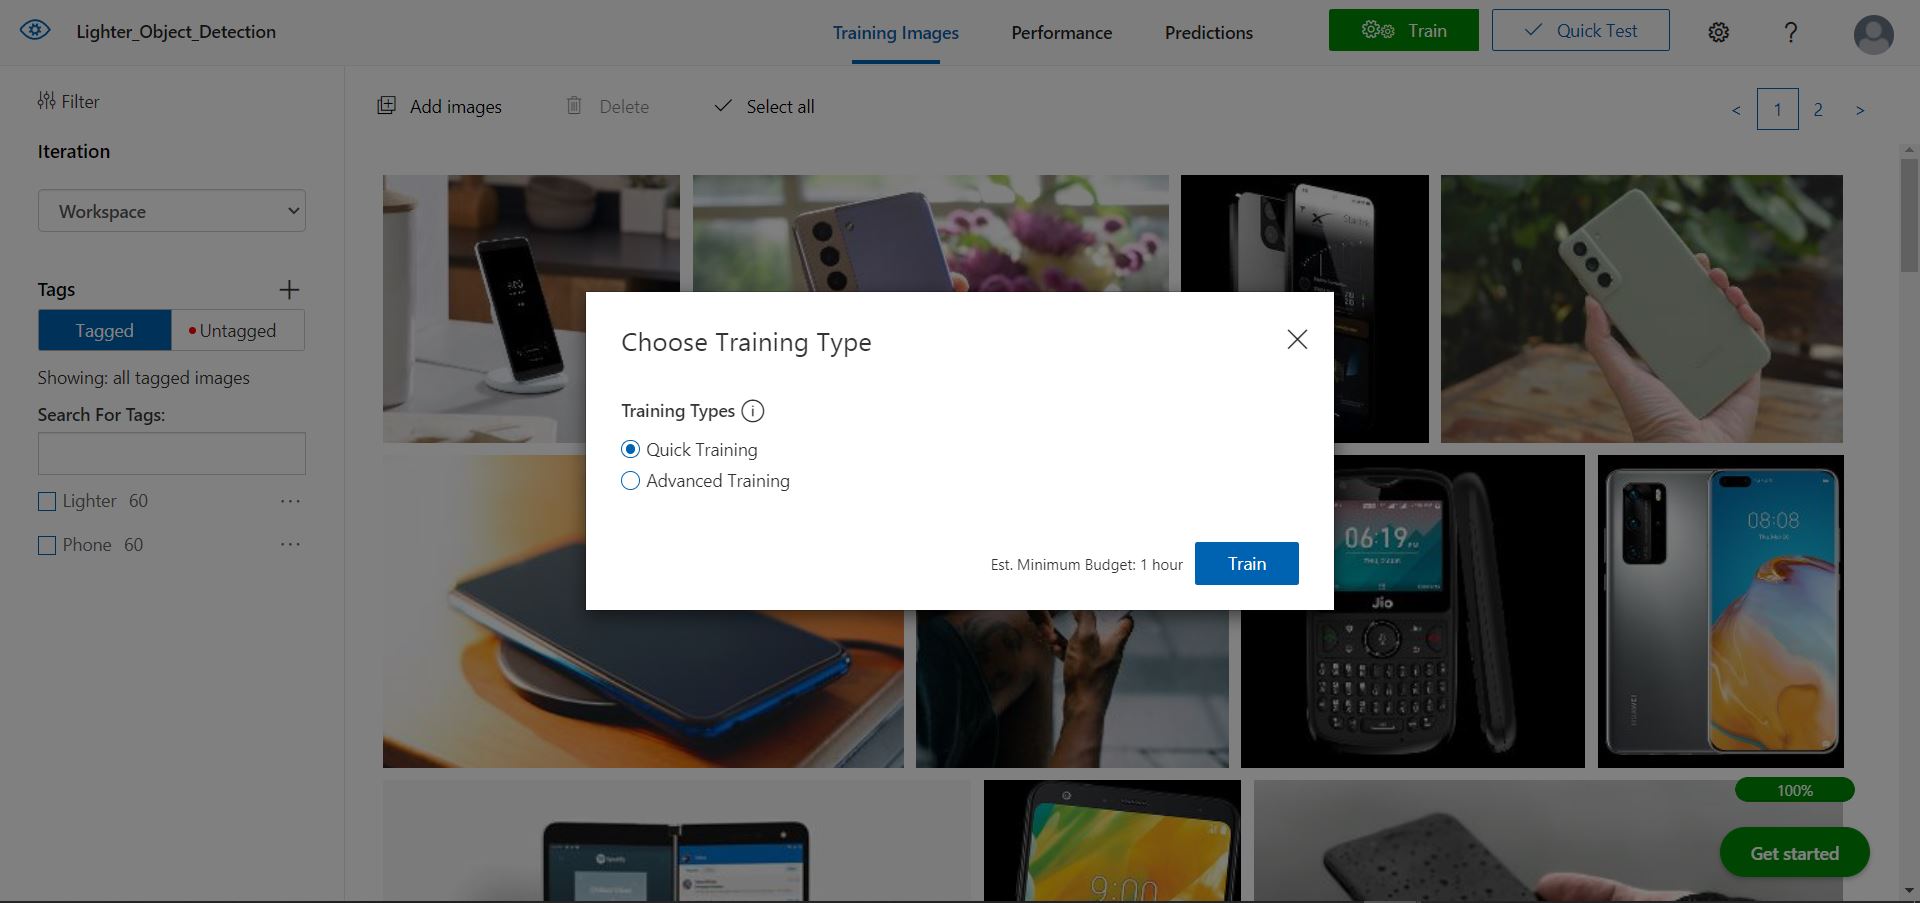 Lighter_Object_Detection
Training Images
Performance
Predictions
Train
Quick Test
?
Filter
Add images
Delete
Select all
< 1 2 >
Iteration
Workspace
Tags
Tagged
Untagged
Showing: all tagged images
Search For Tags:
Lighter 60 ...
Phone 60 ...
Choose Training Type
Training Types
Quick Training
Advanced Training
Est. Minimum Budget: 1 hour
Train
06:19
Jio
08:08
HUAWEI
Spotify
9:00
100%
Get started